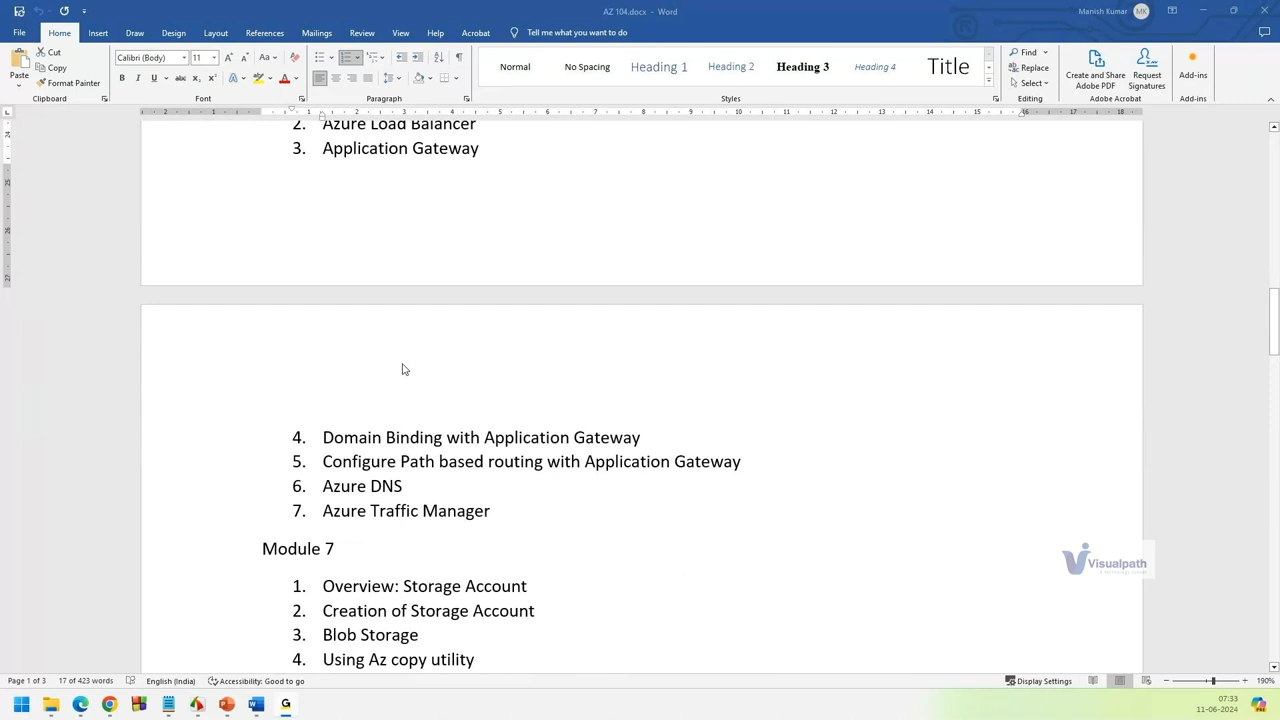 AZ 104.docx - Word
Manish Kumar
MK
File
Home
Insert
Draw
Design
Layout
References
Mailings
Review
View
Help
Acrobat
Tell me what you want to do
Paste
Cut
Copy
Format Painter
Clipboard
Calibri (Body)
11
Font
Paragraph
Normal
No Spacing
Heading 1
Heading 2
Heading 3
Heading 4
Title
Styles
Find
Replace
Select
Editing
Create and Share Adobe PDF
Request Signatures
Adobe Acrobat
Add-ins
Add-ins
2. Azure Load Balancer
3. Application Gateway
4. Domain Binding with Application Gateway
5. Configure Path based routing with Application Gateway
6. Azure DNS
7. Azure Traffic Manager
Module 7
1. Overview: Storage Account
2. Creation of Storage Account
3. Blob Storage
4. Using Az copy utility
Visualpath
Page 1 of 3
17 of 423 words
English (India)
Accessibility: Good to go
Display Settings
190%
07:33
11-06-2024